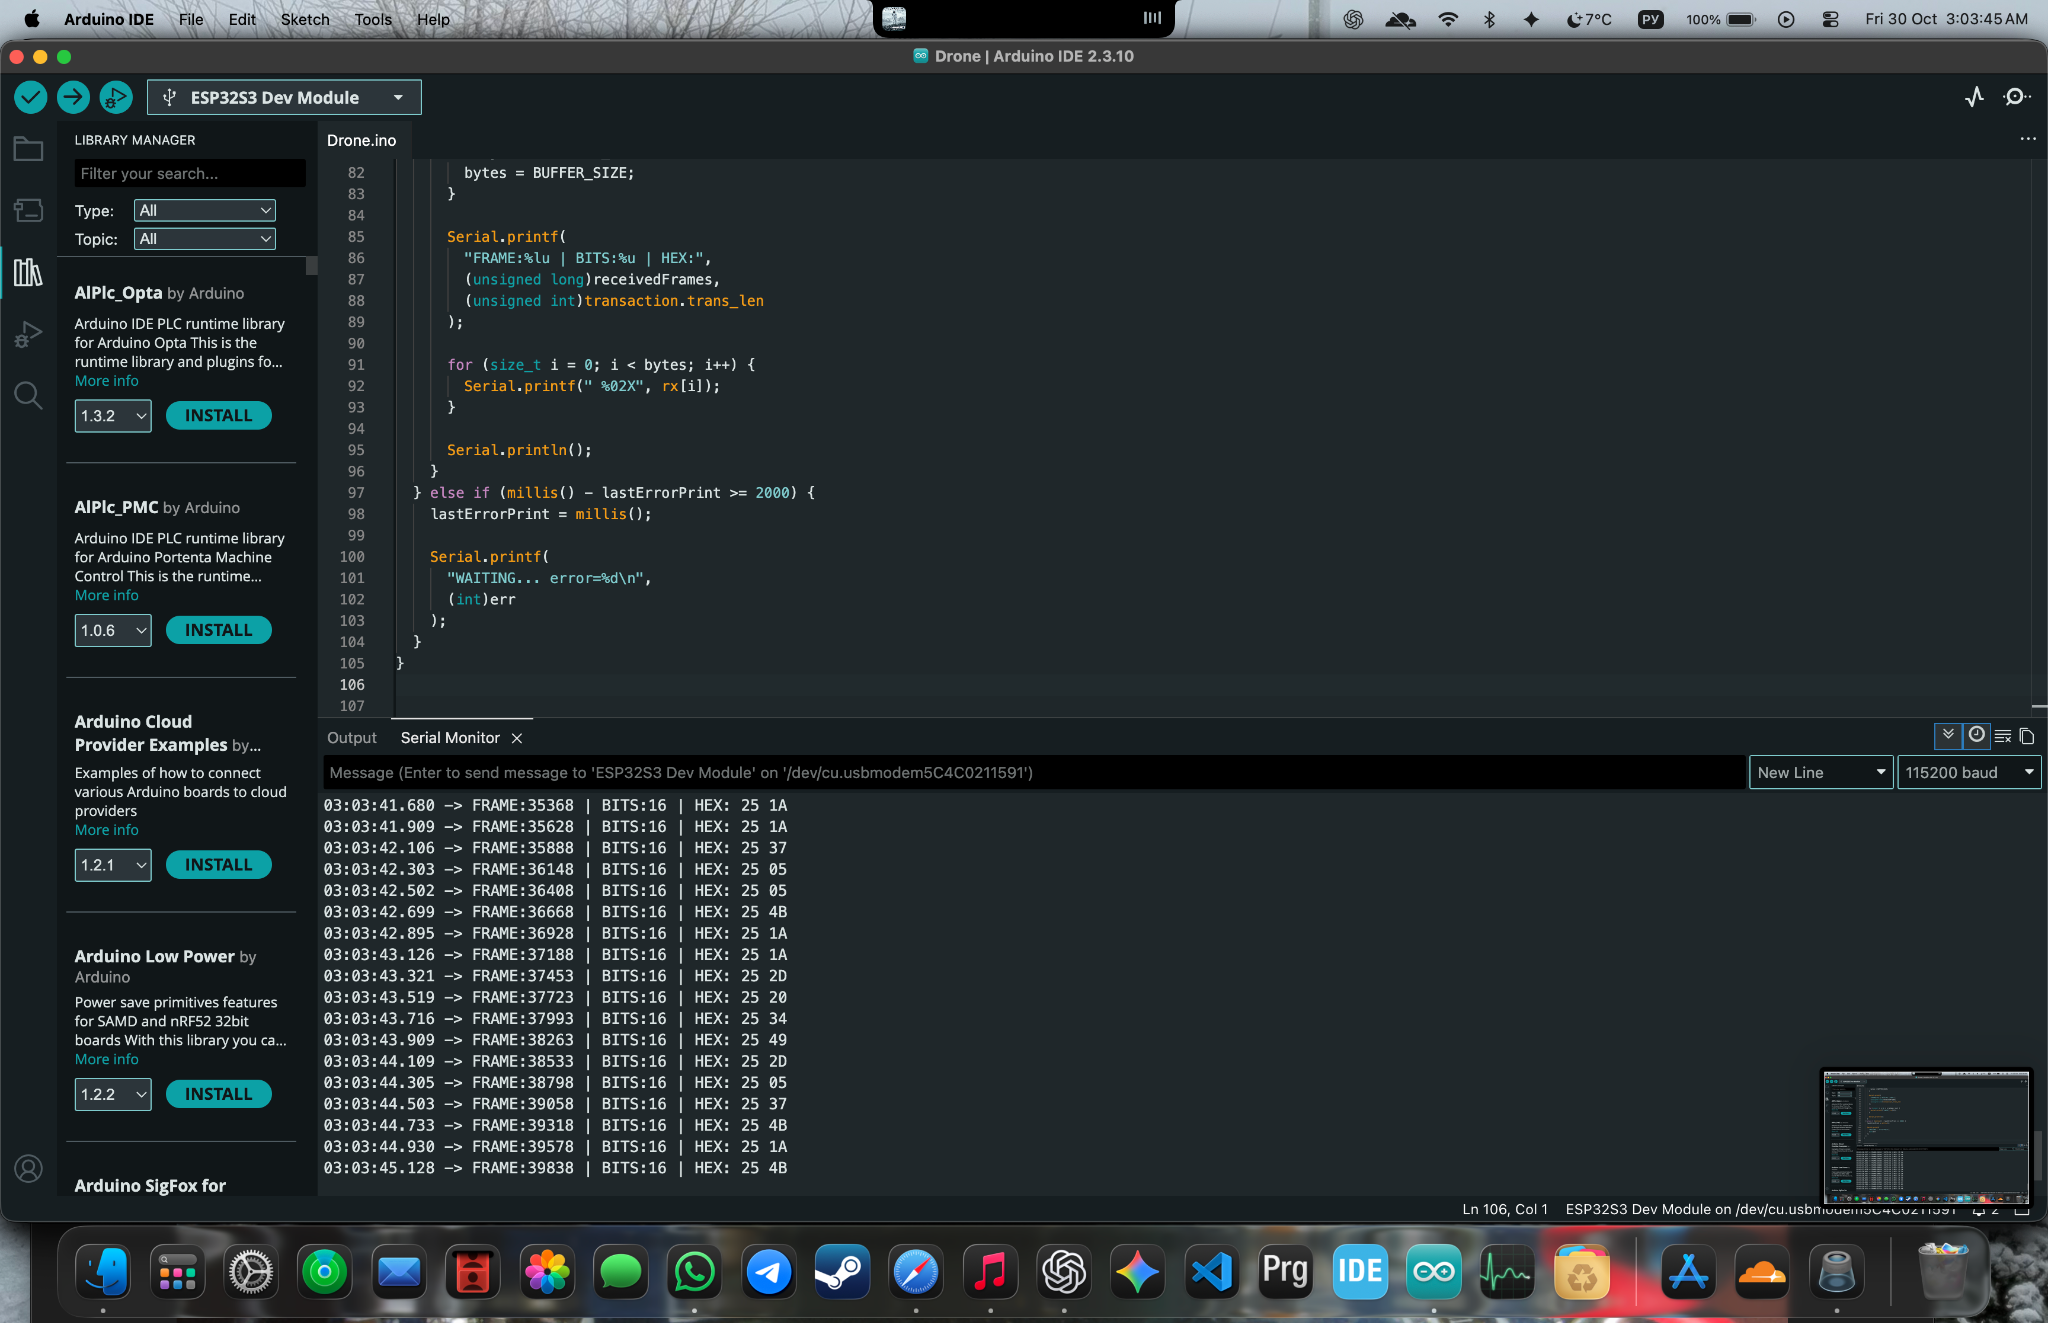 Arduino IDE File Edit Sketch Tools Help
7°C РУ 100% Fri 30 Oct 3:03:45 AM
Drone | Arduino IDE 2.3.10
ESP32S3 Dev Module
LIBRARY MANAGER
Filter your search...
Type: All
Topic: All
AlPlc_Opta by Arduino
Arduino IDE PLC runtime library
for Arduino Opta This is the
runtime library and plugins fo...
More info
1.3.2 INSTALL
AlPlc_PMC by Arduino
Arduino IDE PLC runtime library
for Arduino Portenta Machine
Control This is the runtime...
More info
1.0.6 INSTALL
Arduino Cloud
Provider Examples by...
Examples of how to connect
various Arduino boards to cloud
providers
More info
1.2.1 INSTALL
Arduino Low Power by
Arduino
Power save primitives features
for SAMD and nRF52 32bit
boards With this library you ca...
More info
1.2.2 INSTALL
Arduino SigFox for
Drone.ino
82 bytes = BUFFER_SIZE;
83 }
84
85 Serial.printf(
86 "FRAME:%lu | BITS:%u | HEX:",
87 (unsigned long)receivedFrames,
88 (unsigned int)transaction.trans_len
89 );
90
91 for (size_t i = 0; i < bytes; i++) {
92 Serial.printf(" %02X", rx[i]);
93 }
94
95 Serial.println();
96 }
97 } else if (millis() - lastErrorPrint >= 2000) {
98 lastErrorPrint = millis();
99
100 Serial.printf(
101 "WAITING... error=%d\n",
102 (int)err
103 );
104 }
105 }
106
107
Output Serial Monitor
Message (Enter to send message to 'ESP32S3 Dev Module' on '/dev/cu.usbmodem5C4C0211591')
New Line 115200 baud
03:03:41.680 -> FRAME:35368 | BITS:16 | HEX: 25 1A
03:03:41.909 -> FRAME:35628 | BITS:16 | HEX: 25 1A
03:03:42.106 -> FRAME:35888 | BITS:16 | HEX: 25 37
03:03:42.303 -> FRAME:36148 | BITS:16 | HEX: 25 05
03:03:42.502 -> FRAME:36408 | BITS:16 | HEX: 25 05
03:03:42.699 -> FRAME:36668 | BITS:16 | HEX: 25 4B
03:03:42.895 -> FRAME:36928 | BITS:16 | HEX: 25 1A
03:03:43.126 -> FRAME:37188 | BITS:16 | HEX: 25 1A
03:03:43.321 -> FRAME:37453 | BITS:16 | HEX: 25 2D
03:03:43.519 -> FRAME:37723 | BITS:16 | HEX: 25 20
03:03:43.716 -> FRAME:37993 | BITS:16 | HEX: 25 34
03:03:43.909 -> FRAME:38263 | BITS:16 | HEX: 25 49
03:03:44.109 -> FRAME:38533 | BITS:16 | HEX: 25 2D
03:03:44.305 -> FRAME:38798 | BITS:16 | HEX: 25 05
03:03:44.503 -> FRAME:39058 | BITS:16 | HEX: 25 37
03:03:44.733 -> FRAME:39318 | BITS:16 | HEX: 25 4B
03:03:44.930 -> FRAME:39578 | BITS:16 | HEX: 25 1A
03:03:45.128 -> FRAME:39838 | BITS:16 | HEX: 25 4B
Ln 106, Col 1 ESP32S3 Dev Module on /dev/cu.usbmodem5C4C0211591 2
Prg IDE